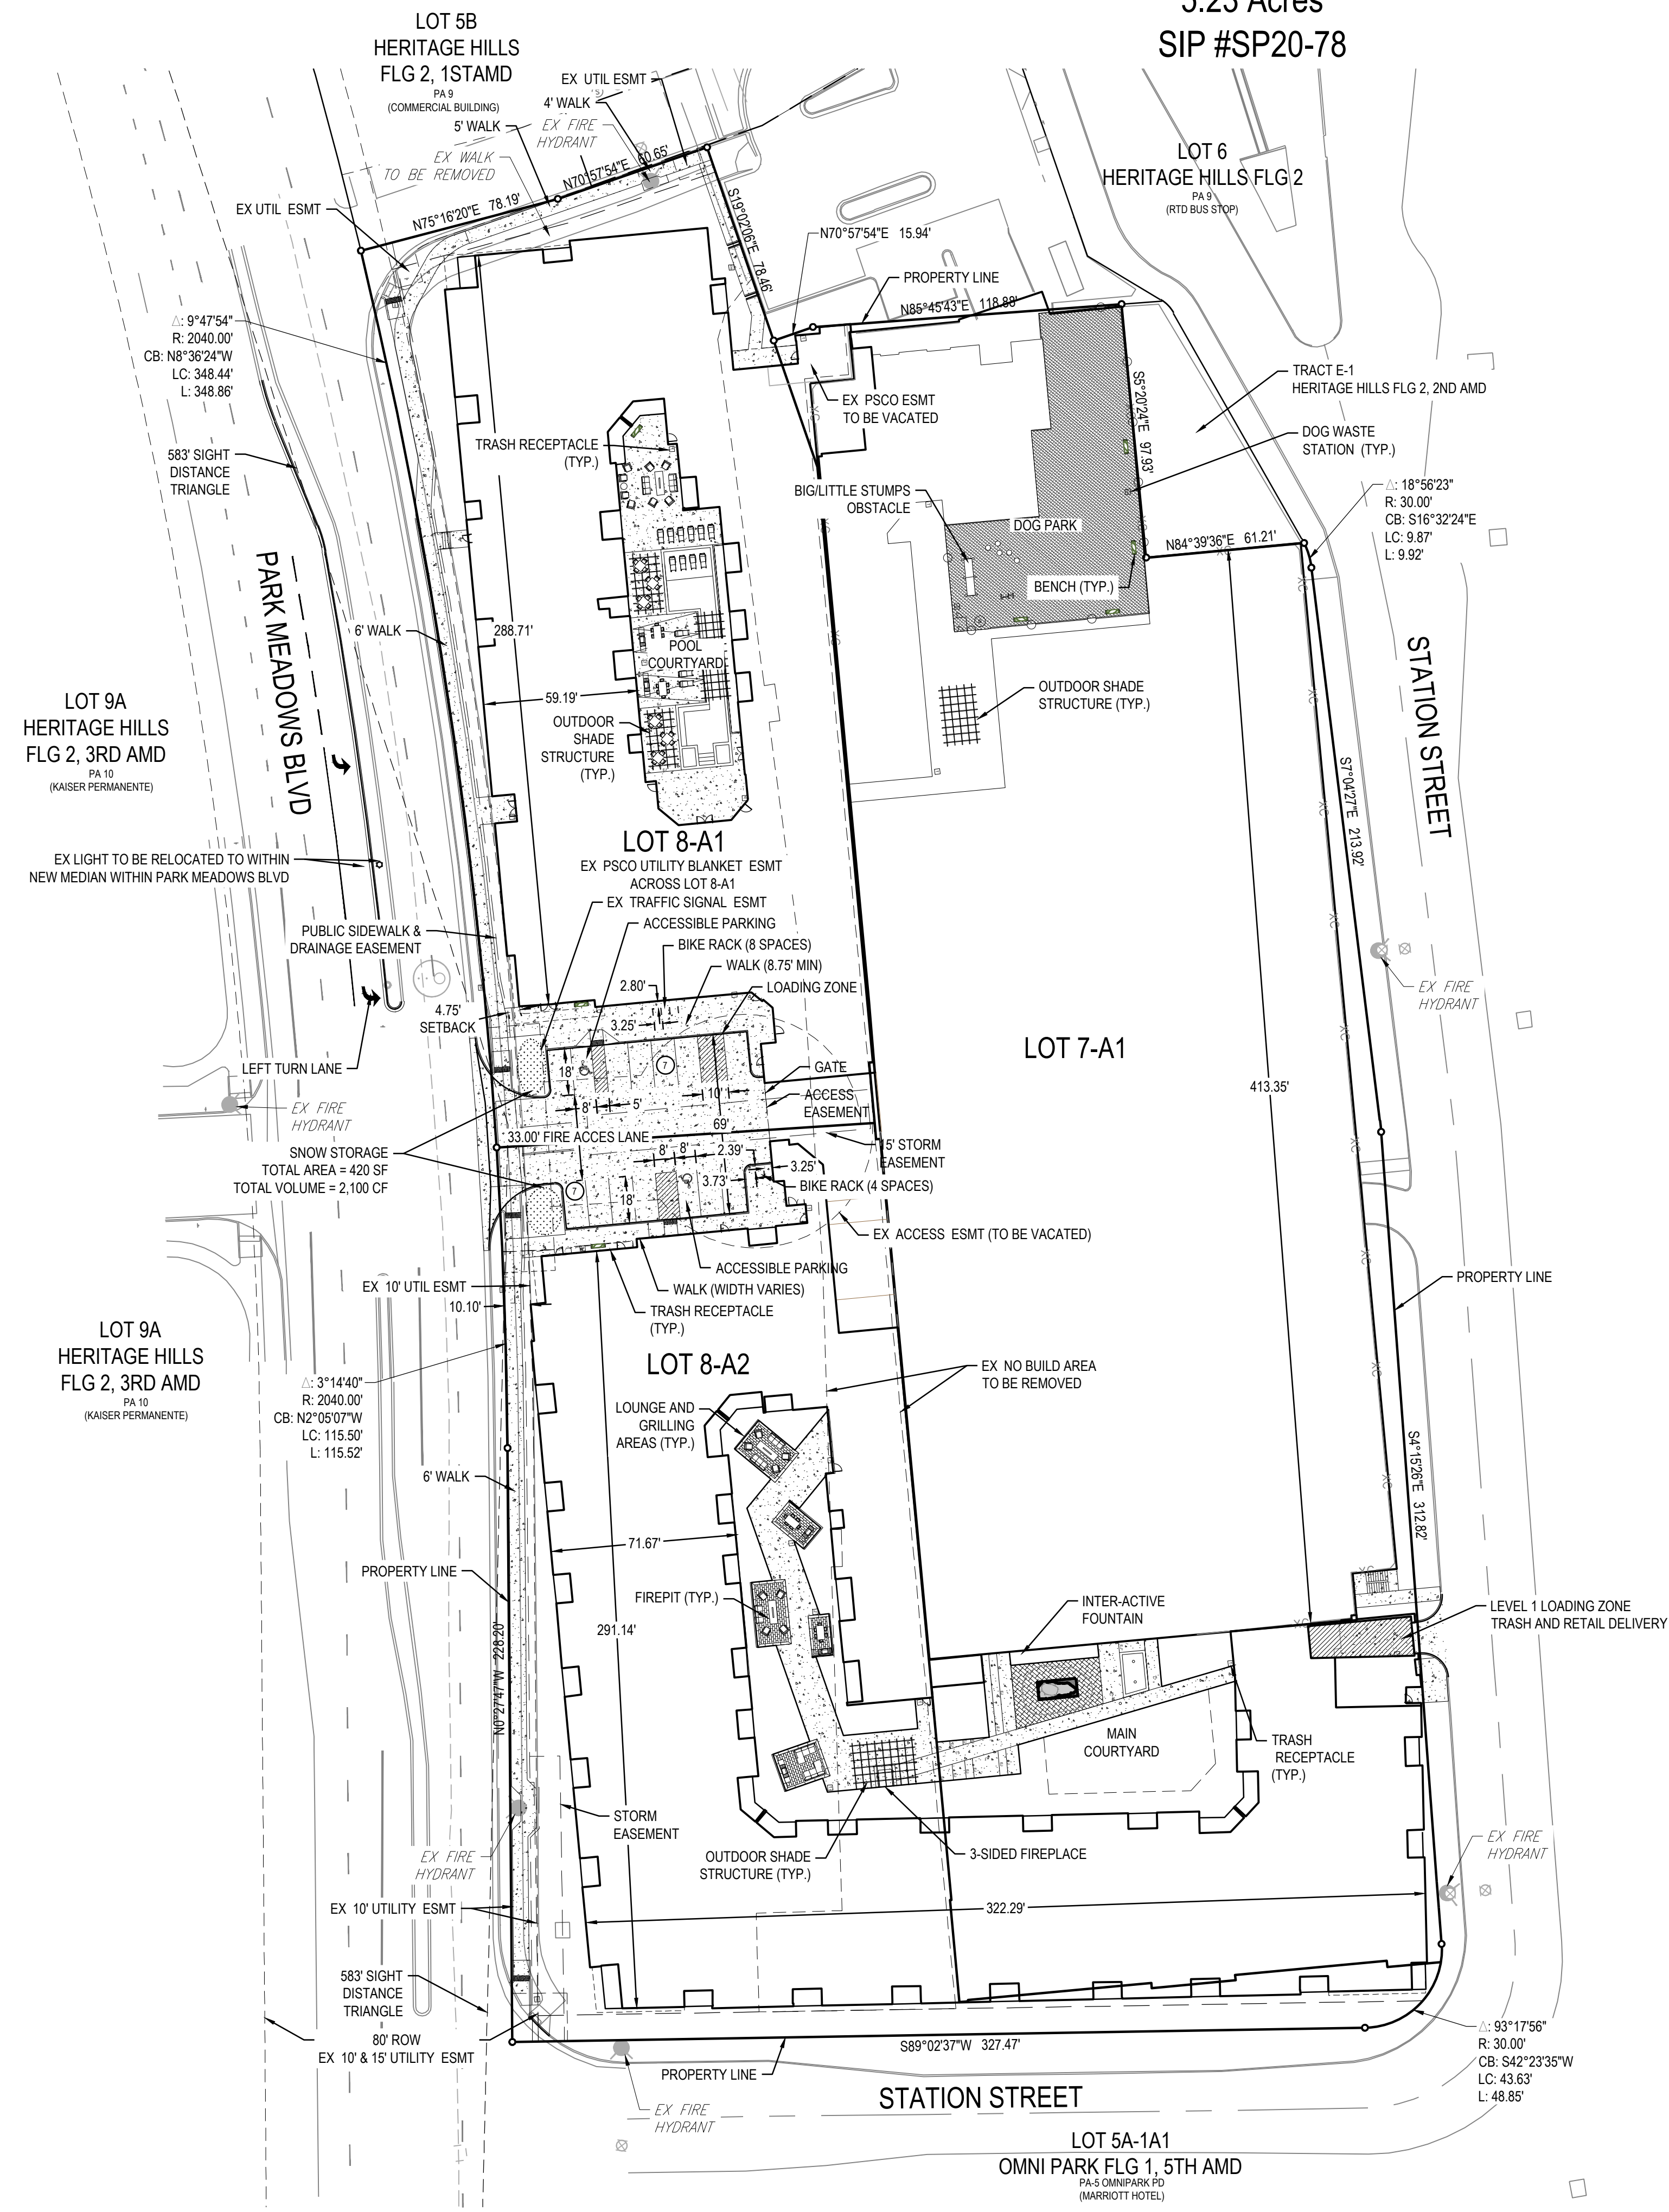 5.23 Acres
SIP #SP20-78
LOT 5B
HERITAGE HILLS
FLG 2, 1STAMD
PA 9
(COMMERCIAL BUILDING)
EX UTIL ESMT
4' WALK
5' WALK
EX FIRE
HYDRANT
EX WALK
TO BE REMOVED
EX UTIL ESMT
N75°16'20"E 78.19'
N70°57'54"E 60.65'
S19°02'06"E 78.46'
N70°57'54"E 15.94'
PROPERTY LINE
N85°45'43"E 118.88'
LOT 6
HERITAGE HILLS FLG 2
PA 9
(RTD BUS STOP)
△: 9°47'54"
R: 2040.00'
CB: N8°36'24"W
LC: 348.44'
L: 348.86'
583' SIGHT
DISTANCE
TRIANGLE
EX PSCO ESMT
TO BE VACATED
TRACT E-1
HERITAGE HILLS FLG 2, 2ND AMD
S5°20'24"E 97.93'
DOG WASTE
STATION (TYP.)
TRASH RECEPTACLE
(TYP.)
BIG/LITTLE STUMPS
OBSTACLE
DOG PARK
△: 18°56'23"
R: 30.00'
CB: S16°32'24"E
LC: 9.87'
L: 9.92'
N84°39'36"E 61.21'
BENCH (TYP.)
PARK MEADOWS BLVD
6' WALK
288.71'
POOL
COURTYARD
59.19'
OUTDOOR
SHADE
STRUCTURE
(TYP.)
OUTDOOR SHADE
STRUCTURE (TYP.)
STATION STREET
S7°04'27"E 213.92'
LOT 9A
HERITAGE HILLS
FLG 2, 3RD AMD
PA 10
(KAISER PERMANENTE)
LOT 8-A1
EX PSCO UTILITY BLANKET ESMT
ACROSS LOT 8-A1
EX TRAFFIC SIGNAL ESMT
EX LIGHT TO BE RELOCATED TO WITHIN
NEW MEDIAN WITHIN PARK MEADOWS BLVD
ACCESSIBLE PARKING
PUBLIC SIDEWALK &
DRAINAGE EASEMENT
BIKE RACK (8 SPACES)
WALK (8.75' MIN)
LOADING ZONE
2.80'
3.25'
4.75'
SETBACK
EX FIRE
HYDRANT
LOT 7-A1
LEFT TURN LANE
18'
7
GATE
413.35'
EX FIRE
HYDRANT
8'
5'
10'
ACCESS
EASEMENT
69'
33.00' FIRE ACCES LANE
15' STORM
EASEMENT
SNOW STORAGE
TOTAL AREA = 420 SF
TOTAL VOLUME = 2,100 CF
8'
8'
2.39'
3.25'
3.73'
BIKE RACK (4 SPACES)
7
18'
EX ACCESS ESMT (TO BE VACATED)
ACCESSIBLE PARKING
WALK (WIDTH VARIES)
TRASH RECEPTACLE
(TYP.)
EX 10' UTIL ESMT
10.10'
PROPERTY LINE
LOT 9A
HERITAGE HILLS
FLG 2, 3RD AMD
PA 10
(KAISER PERMANENTE)
LOT 8-A2
EX NO BUILD AREA
TO BE REMOVED
△: 3°14'40"
R: 2040.00'
CB: N2°05'07"W
LC: 115.50'
L: 115.52'
LOUNGE AND
GRILLING
AREAS (TYP.)
S4°15'26"E 312.82'
6' WALK
71.67'
PROPERTY LINE
FIREPIT (TYP.)
291.14'
INTER-ACTIVE
FOUNTAIN
LEVEL 1 LOADING ZONE
TRASH AND RETAIL DELIVERY
N0°27'47"W 228.20'
MAIN
COURTYARD
TRASH
RECEPTACLE
(TYP.)
STORM
EASEMENT
EX FIRE
HYDRANT
OUTDOOR SHADE
STRUCTURE (TYP.)
3-SIDED FIREPLACE
EX FIRE
HYDRANT
EX 10' UTILITY ESMT
322.29'
583' SIGHT
DISTANCE
TRIANGLE
80' ROW
EX 10' & 15' UTILITY ESMT
S89°02'37"W 327.47'
PROPERTY LINE
△: 93°17'56"
R: 30.00'
CB: S42°23'35"W
LC: 43.63'
L: 48.85'
STATION STREET
EX FIRE
HYDRANT
LOT 5A-1A1
OMNI PARK FLG 1, 5TH AMD
PA-5 OMNIPARK PD
(MARRIOTT HOTEL)